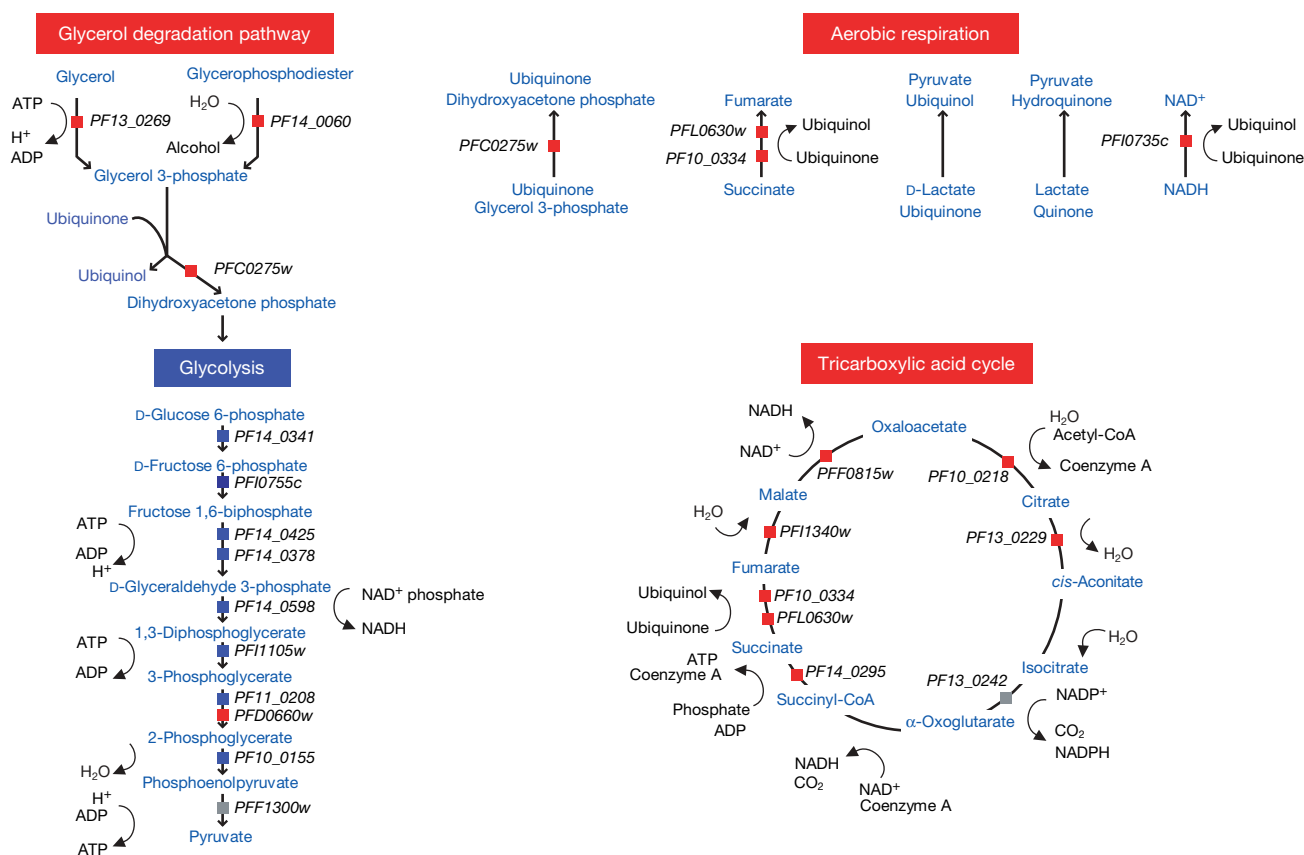 Glycerol degradation pathway
Glycerol
Glycerophosphodiester
ATP
H+
ADP
PF13_0269
H2O
Alcohol
PF14_0060
Glycerol 3-phosphate
Ubiquinone
Ubiquinol
PFC0275w
Dihydroxyacetone phosphate
Glycolysis
D-Glucose 6-phosphate
PF14_0341
D-Fructose 6-phosphate
PFI0755c
Fructose 1,6-biphosphate
ATP
ADP
H+
PF14_0425
PF14_0378
D-Glyceraldehyde 3-phosphate
PF14_0598
NAD+ phosphate
NADH
1,3-Diphosphoglycerate
ATP
ADP
PFI1105w
3-Phosphoglycerate
PF11_0208
PFD0660w
2-Phosphoglycerate
PF10_0155
H2O
Phosphoenolpyruvate
H+
ADP
ATP
PFF1300w
Pyruvate
Aerobic respiration
Ubiquinone
Dihydroxyacetone phosphate
PFC0275w
Ubiquinone
Glycerol 3-phosphate
Fumarate
PFL0630w
PF10_0334
Ubiquinol
Ubiquinone
Succinate
Pyruvate
Ubiquinol
D-Lactate
Ubiquinone
Pyruvate
Hydroquinone
Lactate
Quinone
NAD+
PFI0735c
Ubiquinol
Ubiquinone
NADH
Tricarboxylic acid cycle
Oxaloacetate
H2O
Acetyl-CoA
Coenzyme A
PF10_0218
Citrate
PF13_0229
H2O
cis-Aconitate
H2O
Isocitrate
PF13_0242
NADP+
CO2
NADPH
α-Oxoglutarate
NADH
CO2
NAD+
Coenzyme A
Succinyl-CoA
PF14_0295
ATP
Coenzyme A
Phosphate
ADP
Succinate
PFL0630w
PF10_0334
Ubiquinol
Ubiquinone
Fumarate
PFI1340w
H2O
Malate
PFF0815w
NADH
NAD+